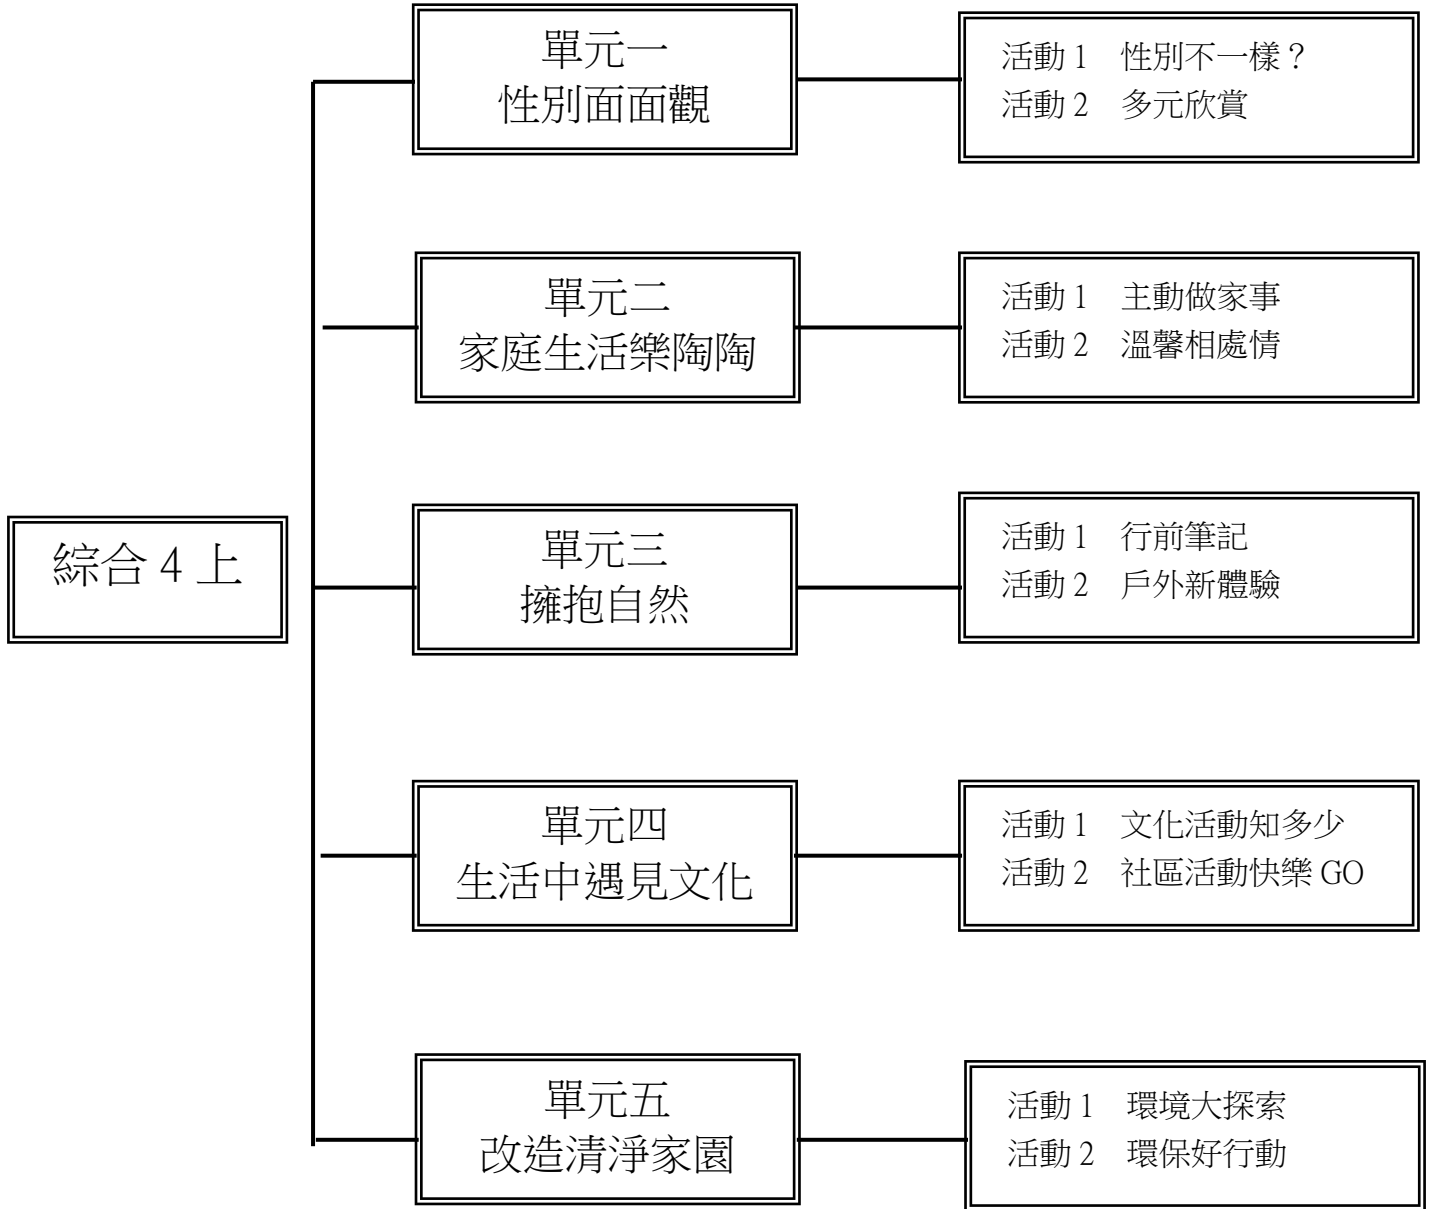 綜合 4 上
單元一
性別面面觀
活動 1　性別不一樣？
活動 2　多元欣賞
單元二
家庭生活樂陶陶
活動 1　主動做家事
活動 2　溫馨相處情
單元三
擁抱自然
活動 1　行前筆記
活動 2　戶外新體驗
單元四
生活中遇見文化
活動 1　文化活動知多少
活動 2　社區活動快樂 GO
單元五
改造清淨家園
活動 1　環境大探索
活動 2　環保好行動